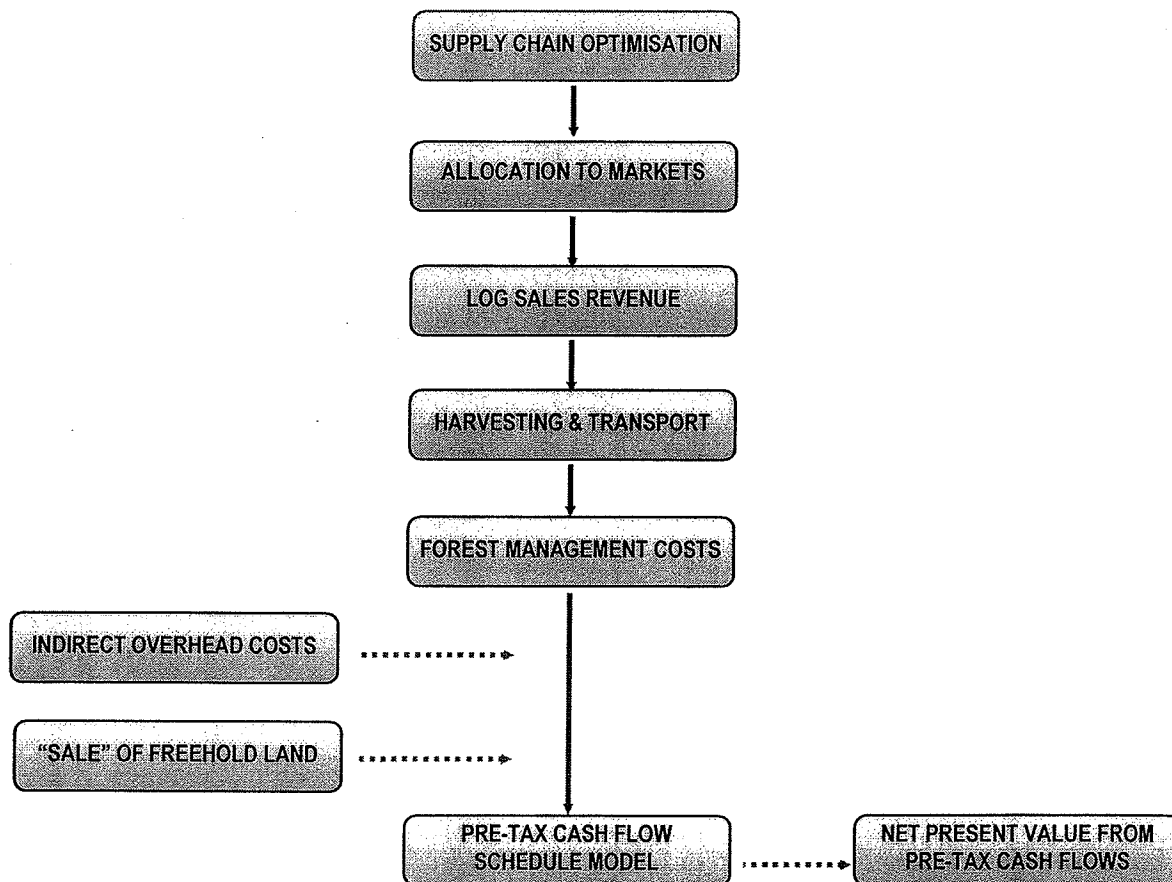 SUPPLY CHAIN OPTIMISATION
ALLOCATION TO MARKETS
LOG SALES REVENUE
HARVESTING & TRANSPORT
FOREST MANAGEMENT COSTS
INDIRECT OVERHEAD COSTS
"SALE" OF FREEHOLD LAND
PRE-TAX CASH FLOW
SCHEDULE MODEL
NET PRESENT VALUE FROM
PRE-TAX CASH FLOWS